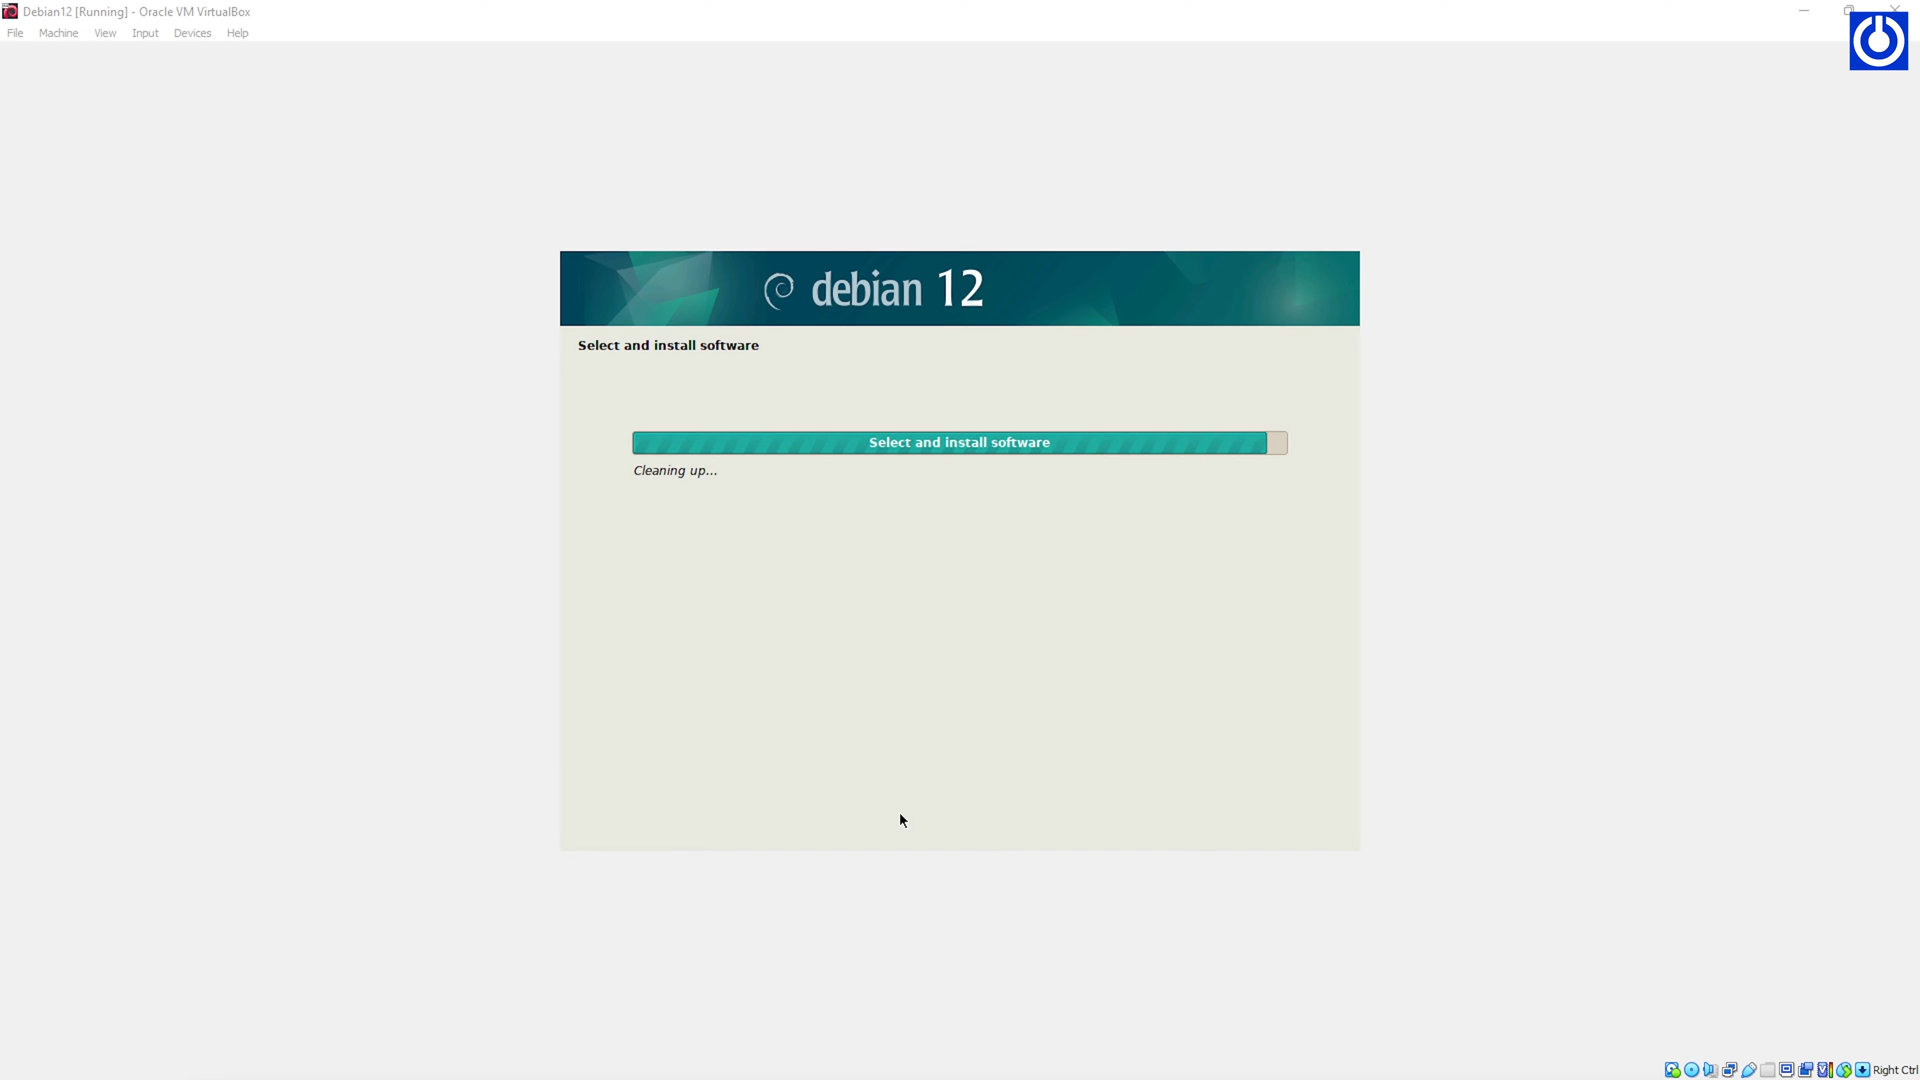 Debian12 [Running] - Oracle VM VirtualBox
File Machine View Input Devices Help
debian 12
Select and install software
Select and install software
Cleaning up...
Right Ctrl